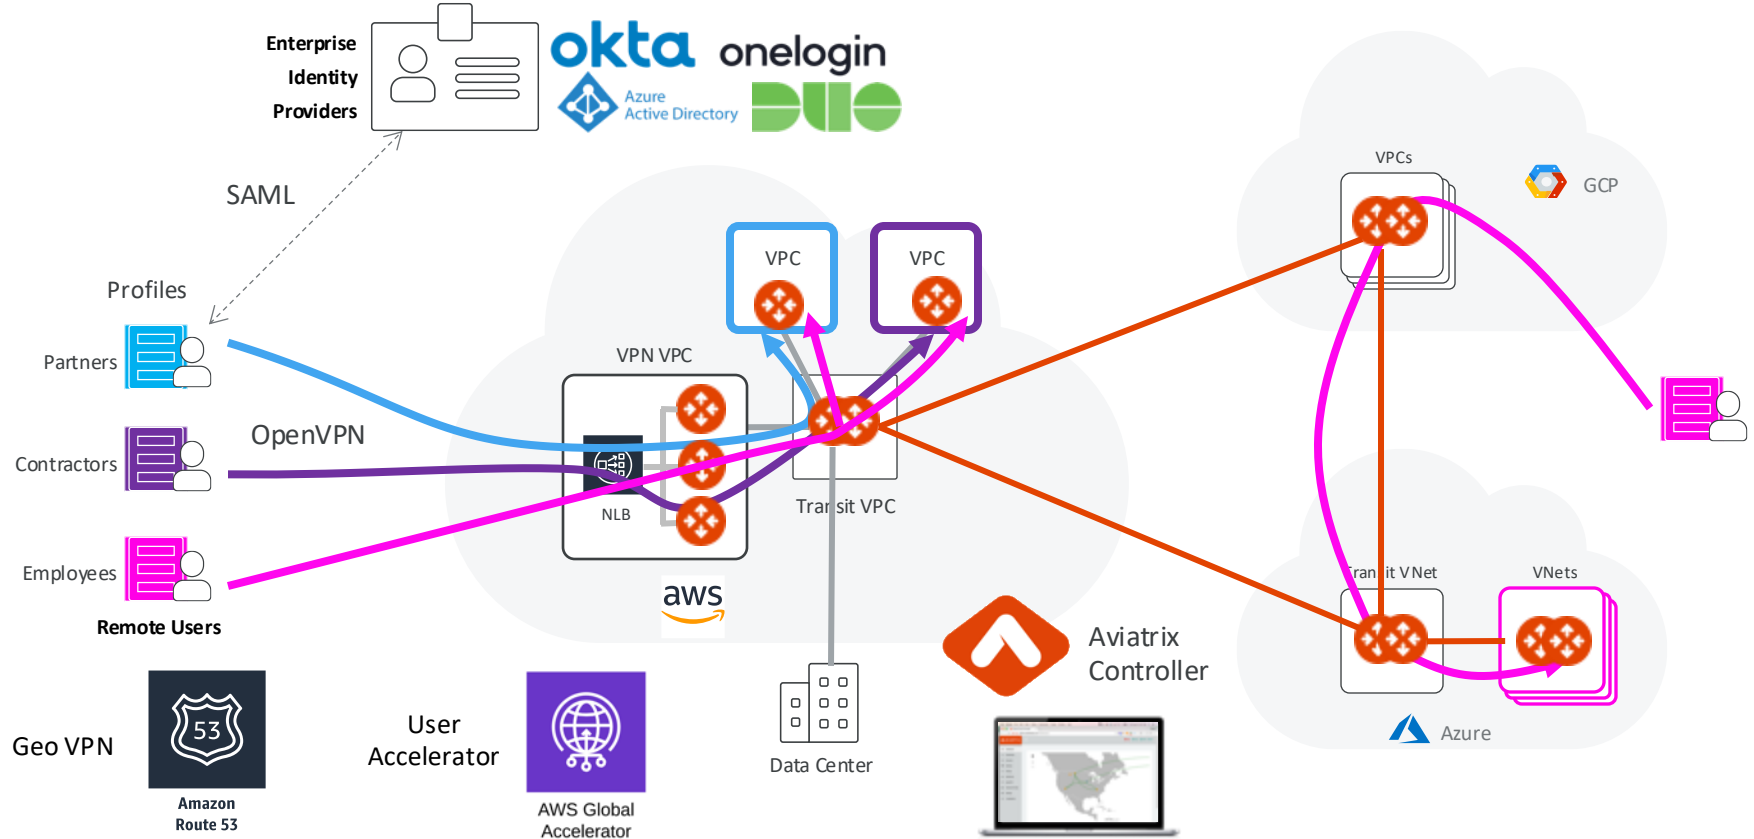 Enterprise
Identity
Providers
okta
onelogin
Azure
Active Directory
DUO
SAML
Profiles
Partners
OpenVPN
Contractors
Employees
Remote Users
VPC
VPC
VPN VPC
NLB
Transit VPC
aws
VPCs
GCP
Transit VNet
VNets
Azure
Aviatrix
Controller
Data Center
Geo VPN
53
Amazon
Route 53
User
Accelerator
AWS Global
Accelerator